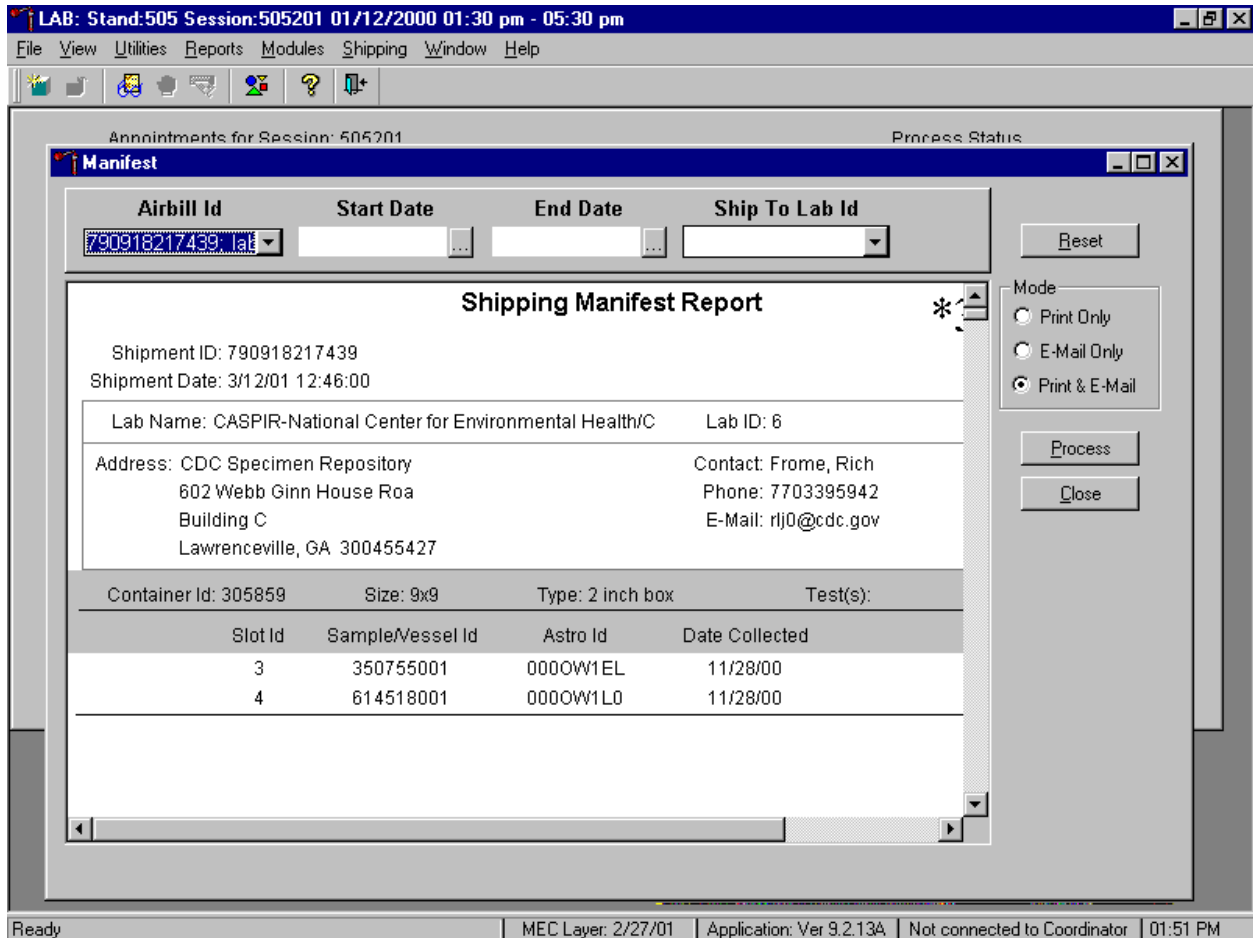 LAB: Stand:505 Session:505201 01/12/2000 01:30 pm - 05:30 pm
File View Utilities Reports Modules Shipping Window Help
Appointments for Session: 505201 Process Status
Manifest
Airbill Id Start Date End Date Ship To Lab Id
790918217439; lab ... ... Reset
Shipping Manifest Report
Mode
Print Only
E-Mail Only
Print & E-Mail
Process
Close
Shipment ID: 790918217439
Shipment Date: 3/12/01 12:46:00
Lab Name: CASPIR-National Center for Environmental Health/C Lab ID: 6
Address: CDC Specimen Repository Contact: Frome, Rich
602 Webb Ginn House Roa Phone: 7703395942
Building C E-Mail: rlj0@cdc.gov
Lawrenceville, GA 300455427
Container Id: 305859 Size: 9x9 Type: 2 inch box Test(s):
Slot Id Sample/Vessel Id Astro Id Date Collected
3 350755001 000OW1EL 11/28/00
4 614518001 000OW1L0 11/28/00
Ready MEC Layer: 2/27/01 Application: Ver 9.2.13A Not connected to Coordinator 01:51 PM